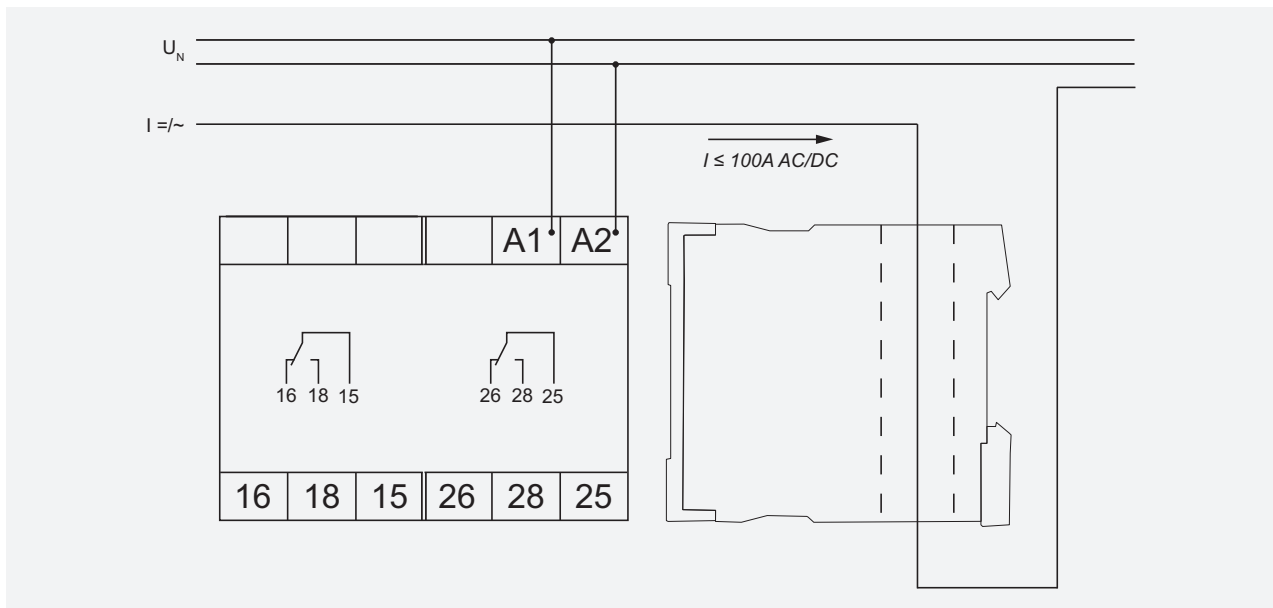 U_N
I =/~
I ≤ 100A AC/DC
A1 A2
16 18 15 26 28 25
16 18 15 26 28 25